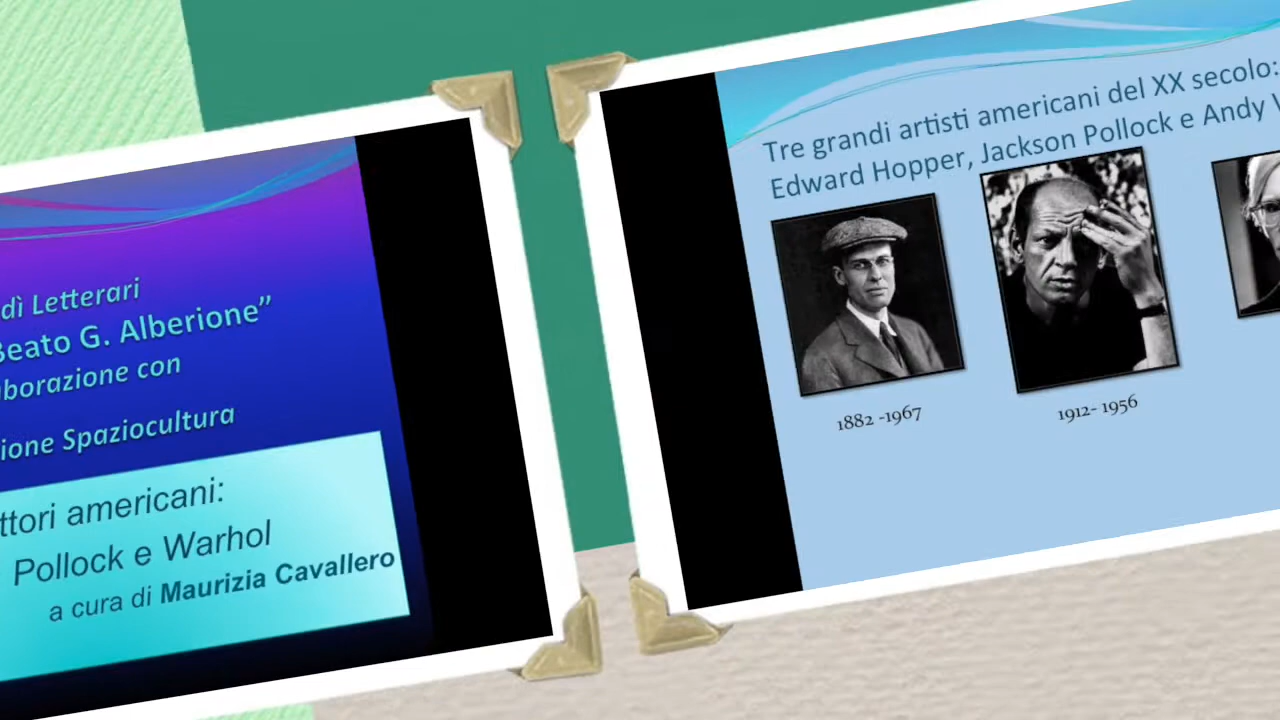 dì Letterari
Beato G. Alberione”
borazione con
ione Spaziocultura
ttori americani:
Pollock e Warhol
a cura di Maurizia Cavallero
Tre grandi artisti americani del XX secolo:
Edward Hopper, Jackson Pollock e Andy
1882 -1967
1912- 1956